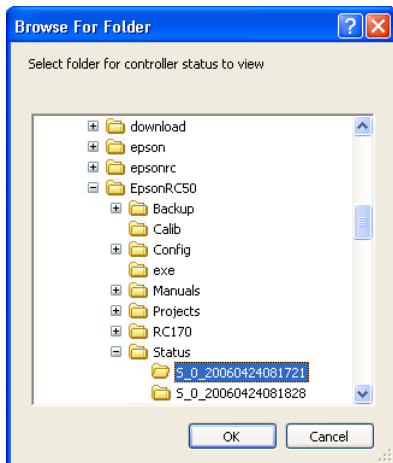 Browse For Folder
Select folder for controller status to view
download
epson
epsonrc
EpsonRC50
Backup
Calib
Config
exe
Manuals
Projects
RC170
Status
S_0_20060424081721
S_0_20060424081828
OK Cancel